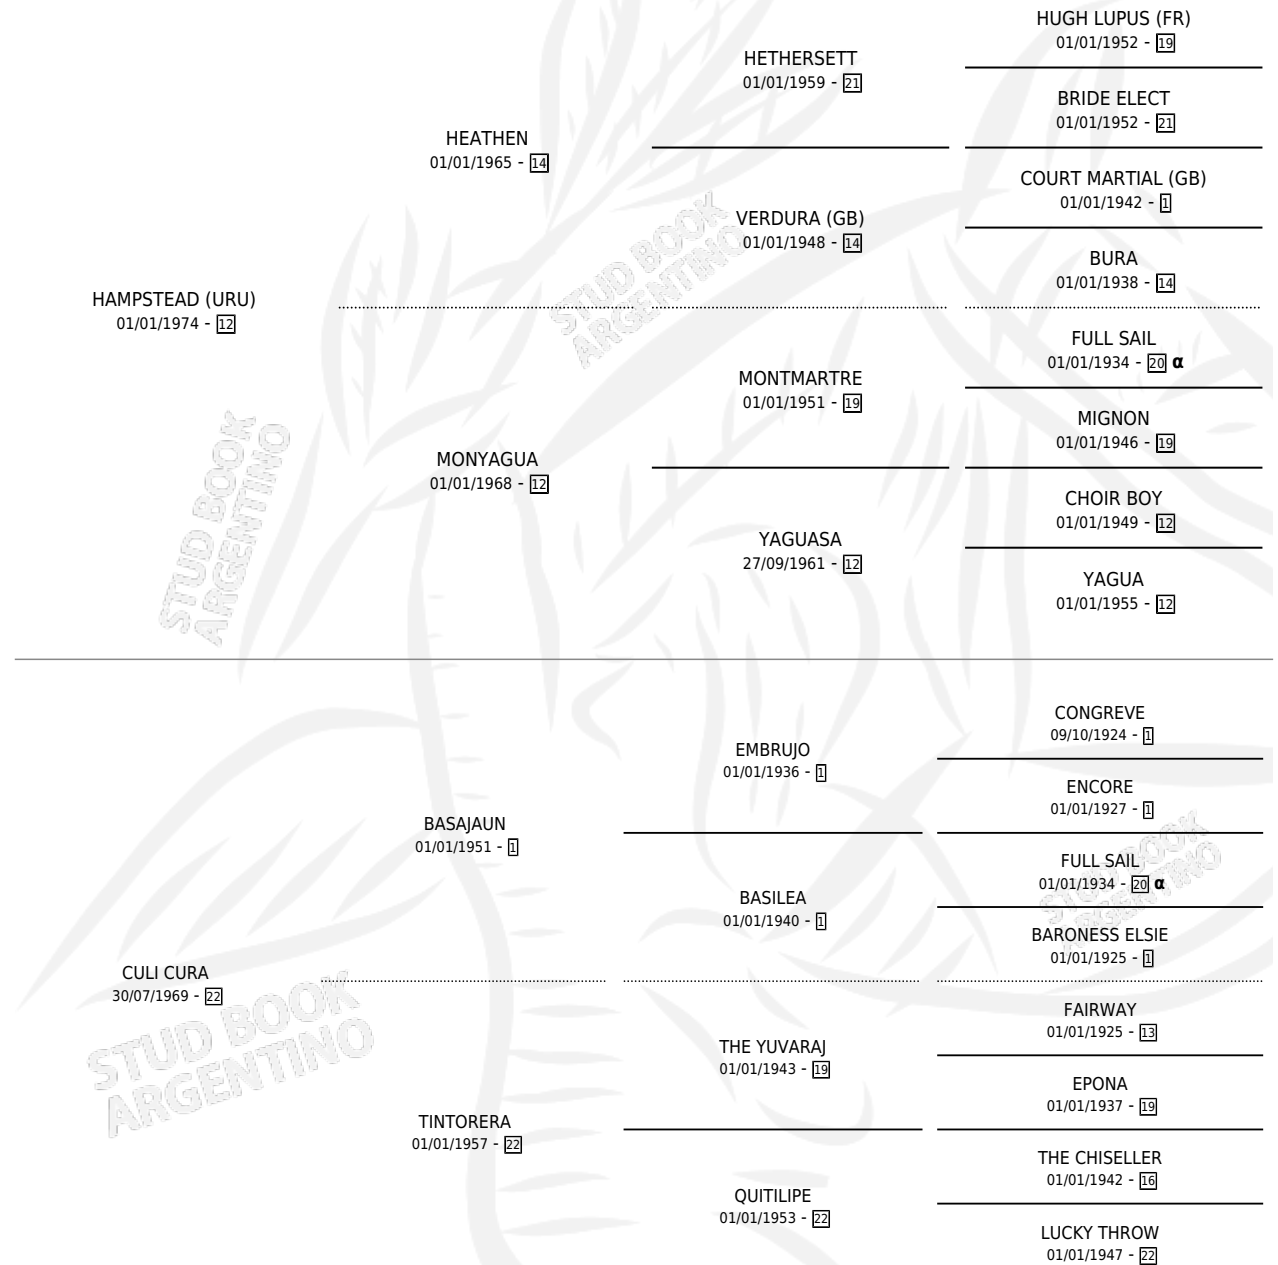 HUGH LUPUS (FR)
01/01/1952 - 19
HETHERSETT
01/01/1959 - 21
BRIDE ELECT
01/01/1952 - 21
HEATHEN
01/01/1965 - 14
COURT MARTIAL (GB)
01/01/1942 - 1
VERDURA (GB)
01/01/1948 - 14
BURA
01/01/1938 - 14
HAMPSTEAD (URU)
01/01/1974 - 12
FULL SAIL
01/01/1934 - 20 α
MONTMARTRE
01/01/1951 - 19
MIGNON
01/01/1946 - 19
MONYAGUA
01/01/1968 - 12
CHOIR BOY
01/01/1949 - 12
YAGUASA
27/09/1961 - 12
YAGUA
01/01/1955 - 12
CONGREVE
09/10/1924 - 1
EMBRUJO
01/01/1936 - 1
ENCORE
01/01/1927 - 1
BASAJAUN
01/01/1951 - 1
FULL SAIL
01/01/1934 - 20 α
BASILEA
01/01/1940 - 1
BARONESS ELSIE
01/01/1925 - 1
CULI CURA
30/07/1969 - 22
FAIRWAY
01/01/1925 - 13
THE YUVARAJ
01/01/1943 - 19
EPONA
01/01/1937 - 19
TINTORERA
01/01/1957 - 22
THE CHISELLER
01/01/1942 - 16
QUITILIPE
01/01/1953 - 22
LUCKY THROW
01/01/1947 - 22
STUD BOOK
ARGENTINO
STUD BOOK
ARGENTINO
STUD BOOK
ARGENTINO
STUD BOOK
ARGENTINO